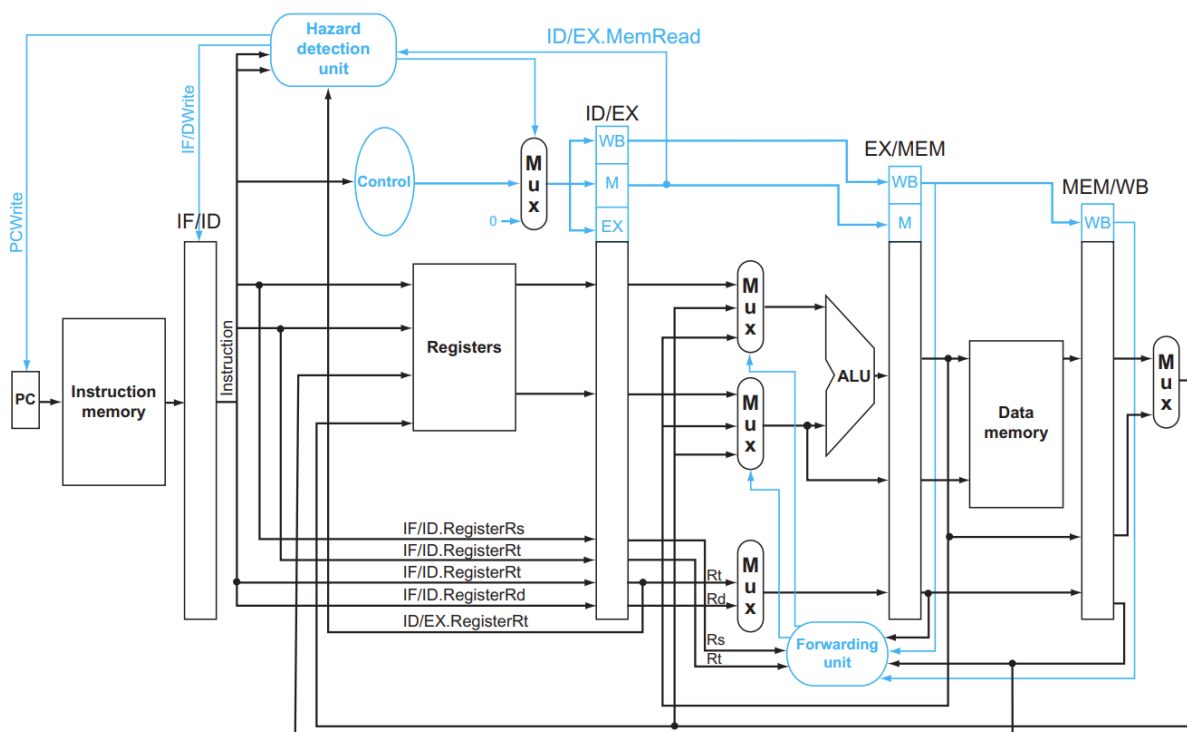 Hazard
detection
unit
ID/EX.MemRead
ID/EX
IF/DWrite
PCWrite
Control
0
M
u
x
WB
M
EX
EX/MEM
WB
M
MEM/WB
WB
IF/ID
PC
Instruction
memory
Instruction
Registers
M
u
x
M
u
x
ALU
Data
memory
M
u
x
IF/ID.RegisterRs
IF/ID.RegisterRt
IF/ID.RegisterRt
IF/ID.RegisterRd
ID/EX.RegisterRt
Rt
Rd
M
u
x
Rs
Rt
Forwarding
unit